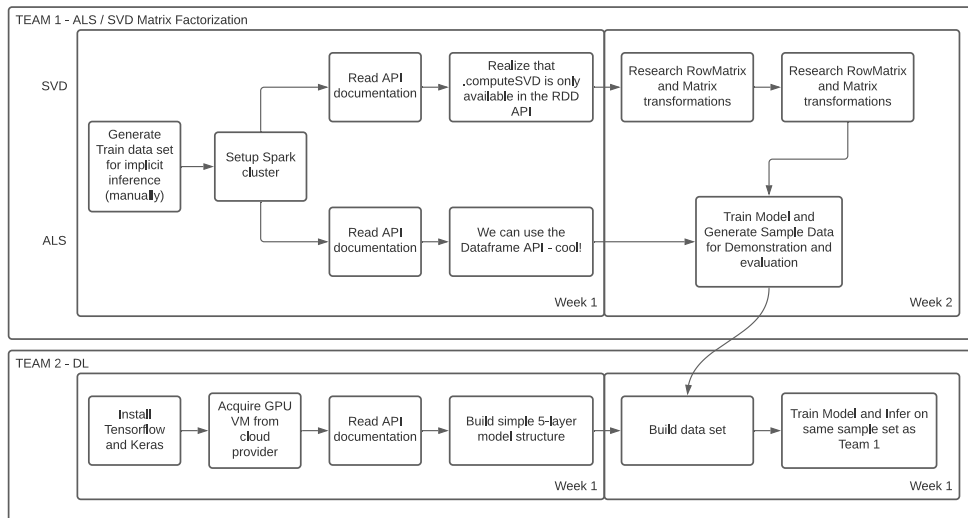 TEAM 1 - ALS / SVD Matrix Factorization
SVD
Read API
documentation
Realize that
.computeSVD is only
available in the RDD
API
Research RowMatrix
and Matrix
transformations
Research RowMatrix
and Matrix
transformations
Generate
Train data set
for implicit
inference
(manually)
Setup Spark
cluster
ALS
Read API
documentation
We can use the
Dataframe API - cool!
Train Model and
Generate Sample Data
for Demonstration and
evaluation
Week 1
Week 2
TEAM 2 - DL
Install
Tensorflow
and Keras
Acquire GPU
VM from
cloud
provider
Read API
documentation
Build simple 5-layer
model structure
Build data set
Train Model and Infer on
same sample set as
Team 1
Week 1
Week 1